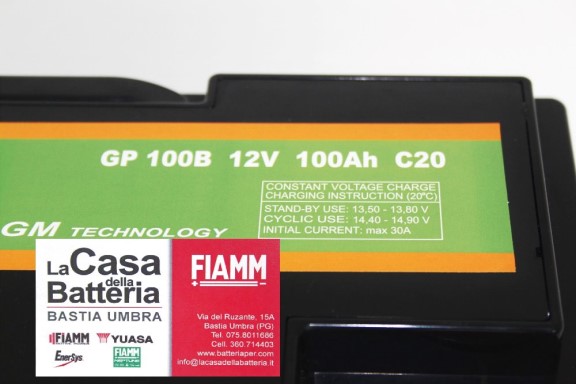 GP 100B 12V 100Ah C20
CONSTANT VOLTAGE CHARGE
CHARGING INSTRUCTION (20ºC)
STAND-BY USE: 13,50 - 13,80 V
CYCLIC USE: 14,40 - 14,90 V
INITIAL CURRENT: max 30A
GM TECHNOLOGY
La Casa
della
Batteria
BASTIA UMBRA
FIAMM
YUASA
EnerSys
FIAMM
FIAMM
Via del Ruzante, 15A
Bastia Umbra (PG)
Tel. 075.8011686
Cell. 360.714403
www.batteriaper.com
info@lacasadellabatteria.it